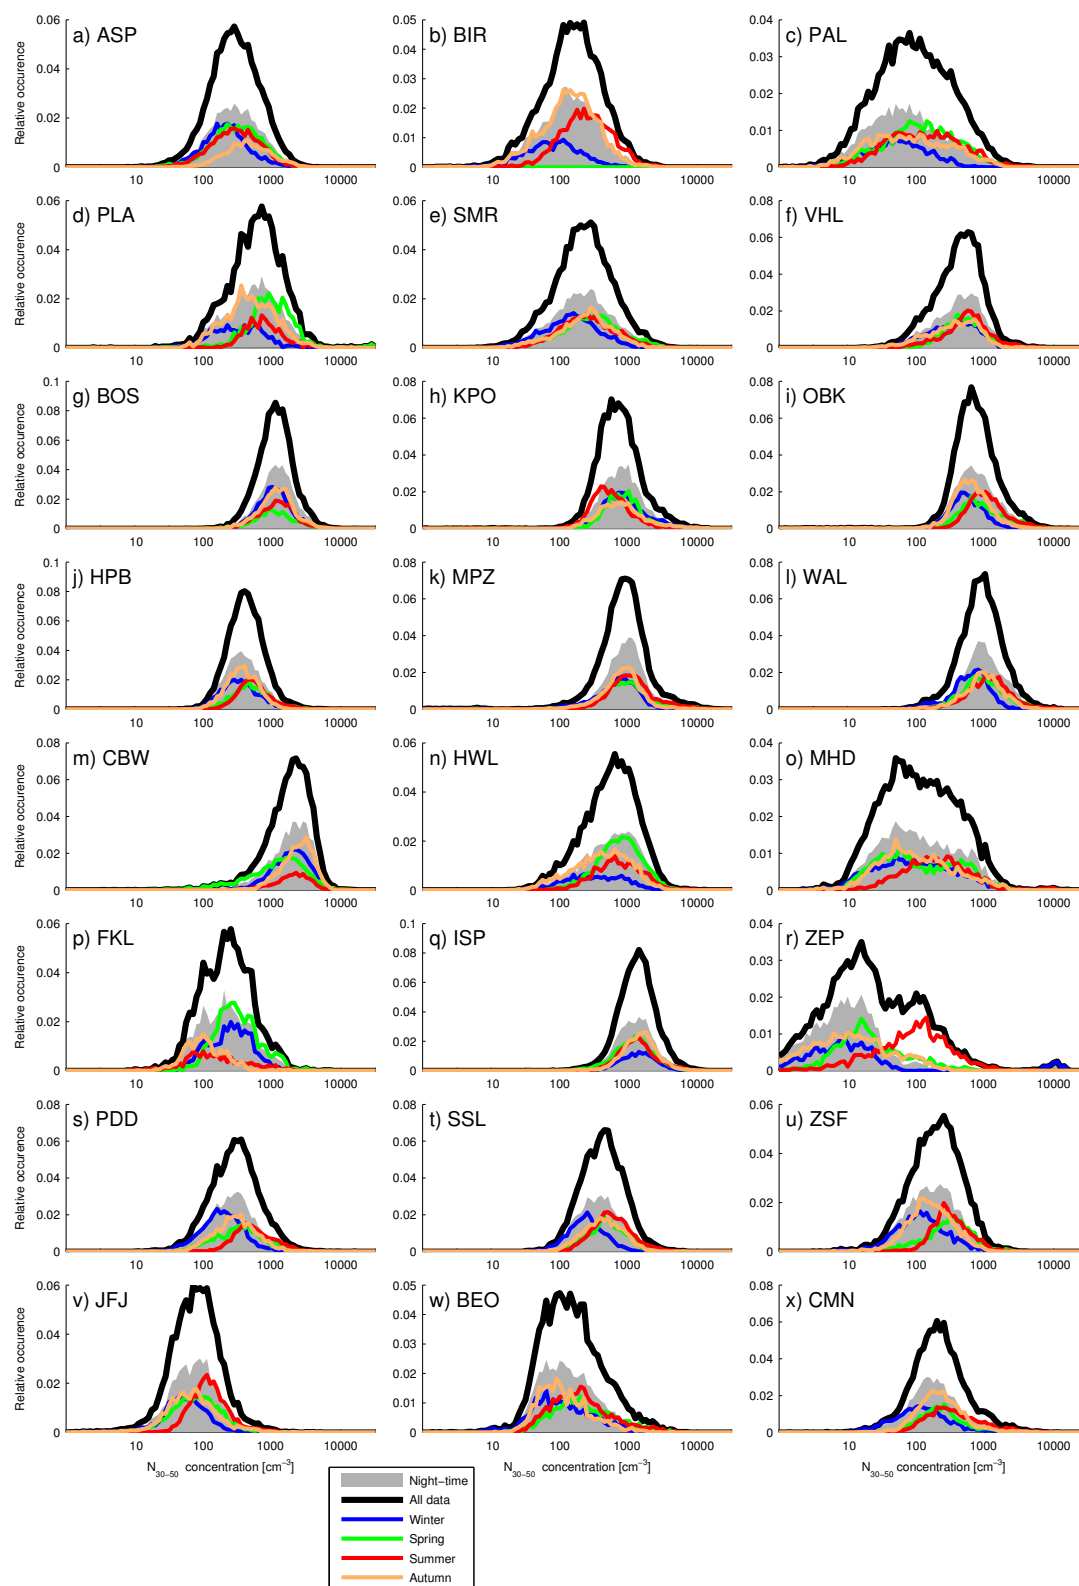 a) ASP
b) BIR
c) PAL
Relative occurence
0.06 0.04 0.02 0
0.05 0.04 0.03 0.02 0.01 0
0.04 0.03 0.02 0.01 0
10 100 1000 10000
10 100 1000 10000
10 100 1000 10000
d) PLA
e) SMR
f) VHL
Relative occurence
0.06 0.04 0.02 0
0.06 0.04 0.02 0
0.08 0.06 0.04 0.02 0
10 100 1000 10000
10 100 1000 10000
10 100 1000 10000
g) BOS
h) KPO
i) OBK
Relative occurence
0.1 0.08 0.06 0.04 0.02 0
0.08 0.06 0.04 0.02 0
0.08 0.06 0.04 0.02 0
10 100 1000 10000
10 100 1000 10000
10 100 1000 10000
j) HPB
k) MPZ
l) WAL
Relative occurence
0.1 0.08 0.06 0.04 0.02 0
0.08 0.06 0.04 0.02 0
0.08 0.06 0.04 0.02 0
10 100 1000 10000
10 100 1000 10000
10 100 1000 10000
m) CBW
n) HWL
o) MHD
Relative occurence
0.08 0.06 0.04 0.02 0
0.06 0.04 0.02 0
0.04 0.03 0.02 0.01 0
10 100 1000 10000
10 100 1000 10000
10 100 1000 10000
p) FKL
q) ISP
r) ZEP
Relative occurence
0.06 0.04 0.02 0
0.1 0.08 0.06 0.04 0.02 0
0.04 0.03 0.02 0.01 0
10 100 1000 10000
10 100 1000 10000
10 100 1000 10000
s) PDD
t) SSL
u) ZSF
Relative occurence
0.08 0.06 0.04 0.02 0
0.08 0.06 0.04 0.02 0
0.06 0.04 0.02 0
10 100 1000 10000
10 100 1000 10000
10 100 1000 10000
v) JFJ
w) BEO
x) CMN
Relative occurence
0.06 0.04 0.02 0
0.05 0.04 0.03 0.02 0.01 0
0.08 0.06 0.04 0.02 0
10 100 1000 10000
10 100 1000 10000
10 100 1000 10000
N30−50 concentration [cm−3]
N30−50 concentration [cm−3]
N30−50 concentration [cm−3]
Night−time
All data
Winter
Spring
Summer
Autumn